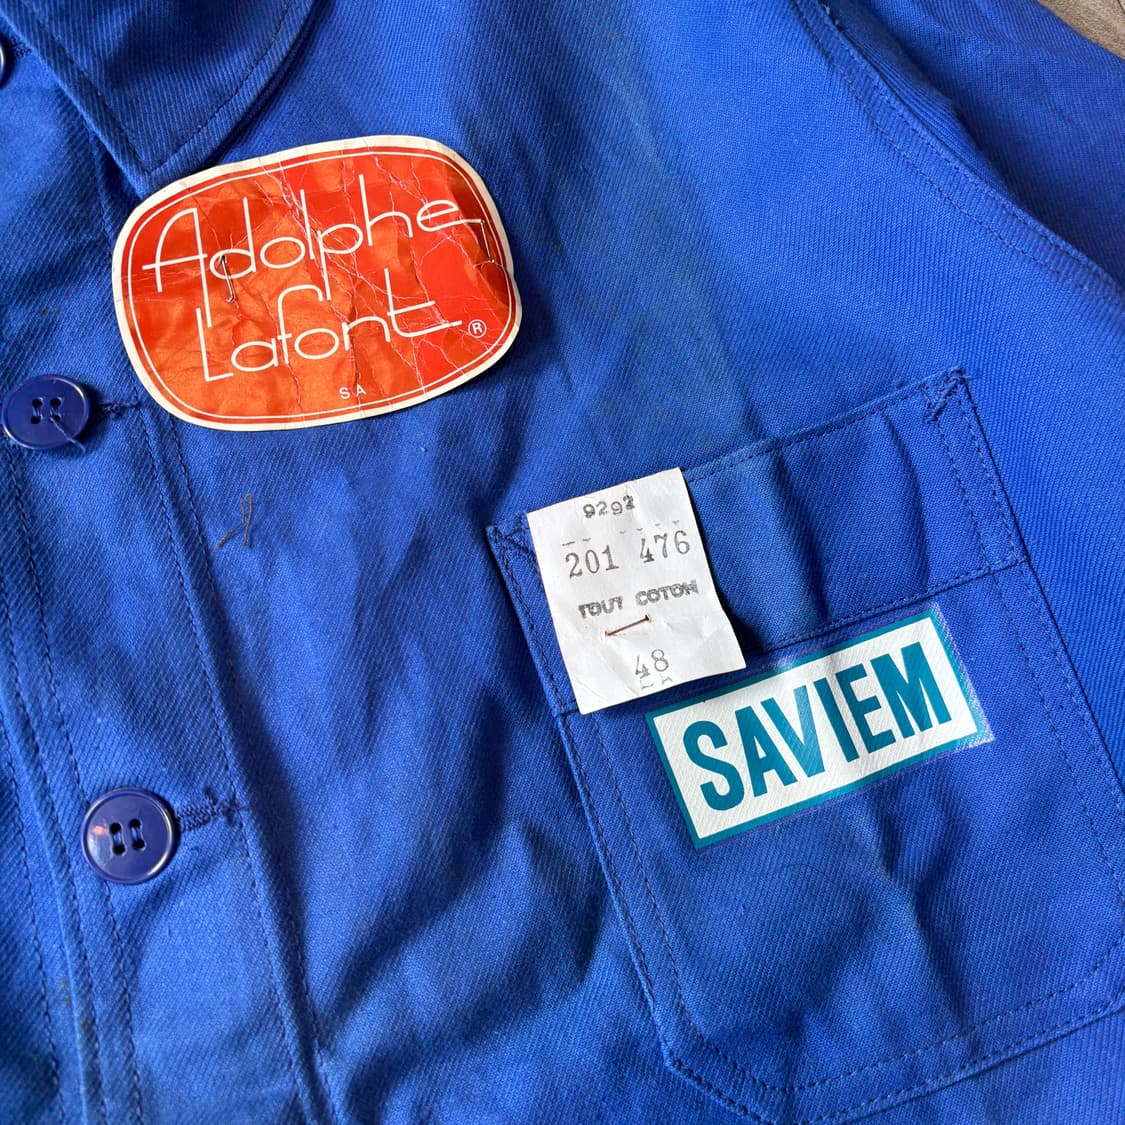 Adolphe
Lafont ®
SA
9292
201 476
TOUT COTON
48
SAVIEM